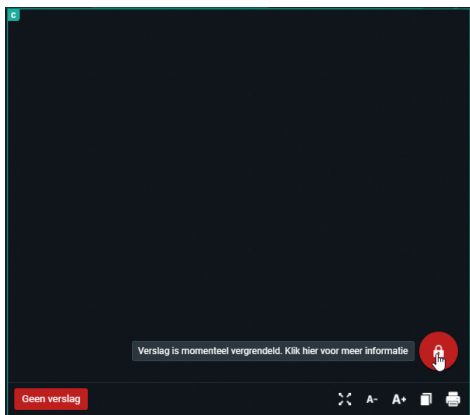 C
Verslag is momenteel vergrendeld. Klik hier voor meer informatie
Geen verslag
A-
A+